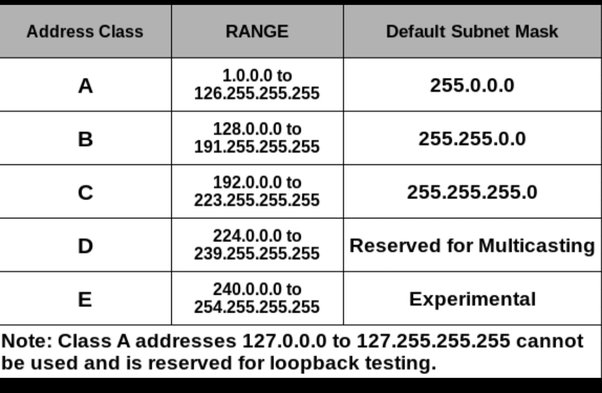 Address Class RANGE Default Subnet Mask
A 1.0.0.0 to 255.0.0.0
126.255.255.255
B 128.0.0.0 to 255.255.0.0
191.255.255.255
C 192.0.0.0 to 255.255.255.0
223.255.255.255
D 224.0.0.0 to Reserved for Multicasting
239.255.255.255
E 240.0.0.0 to Experimental
254.255.255.255
Note: Class A addresses 127.0.0.0 to 127.255.255.255 cannot
be used and is reserved for loopback testing.